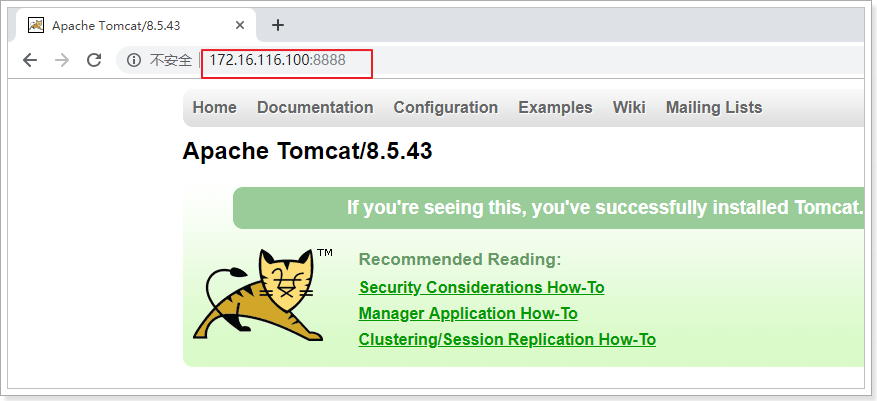 Apache Tomcat/8.5.43
不安全 172.16.116.100:8888
Home Documentation Configuration Examples Wiki Mailing Lists
Apache Tomcat/8.5.43
If you're seeing this, you've successfully installed Tomcat.
TM
Recommended Reading:
Security Considerations How-To
Manager Application How-To
Clustering/Session Replication How-To